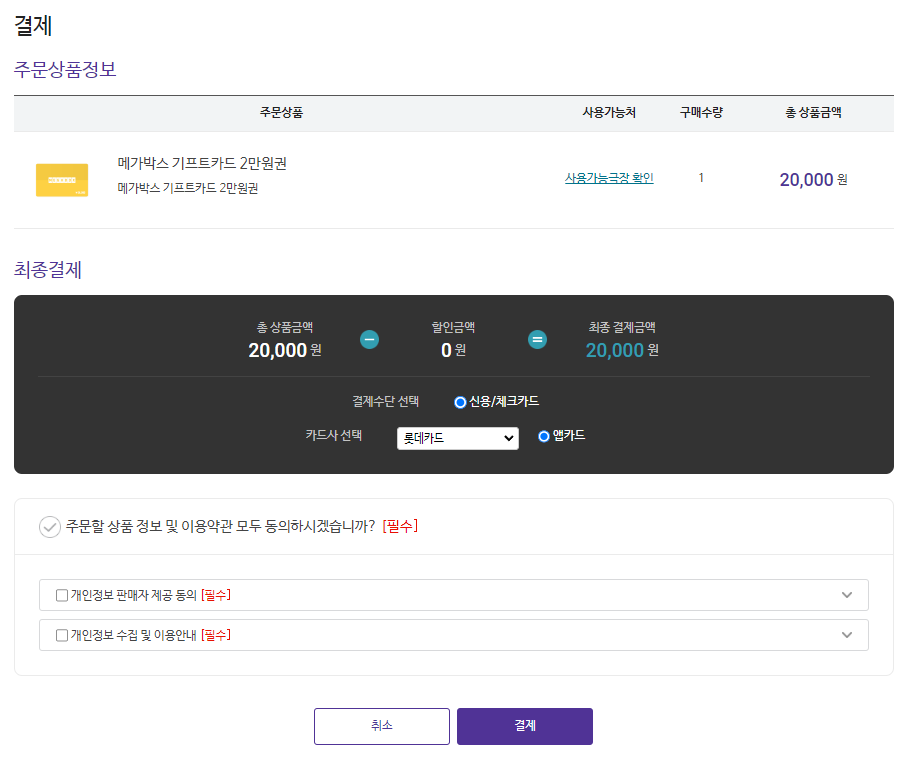 결제
주문상품정보
주문상품 사용가능처 구매수량 총 상품금액
메가박스 기프트카드 2만원권
메가박스 기프트카드 2만원권
사용가능극장 확인 1 20,000 원
최종결제
총 상품금액 할인금액 최종 결제금액
20,000 원 − 0 원 = 20,000 원
결제수단 선택 신용/체크카드
카드사 선택 롯데카드 앱카드
주문할 상품 정보 및 이용약관 모두 동의하시겠습니까? [필수]
개인정보 판매자 제공 동의 [필수]
개인정보 수집 및 이용안내 [필수]
취소 결제